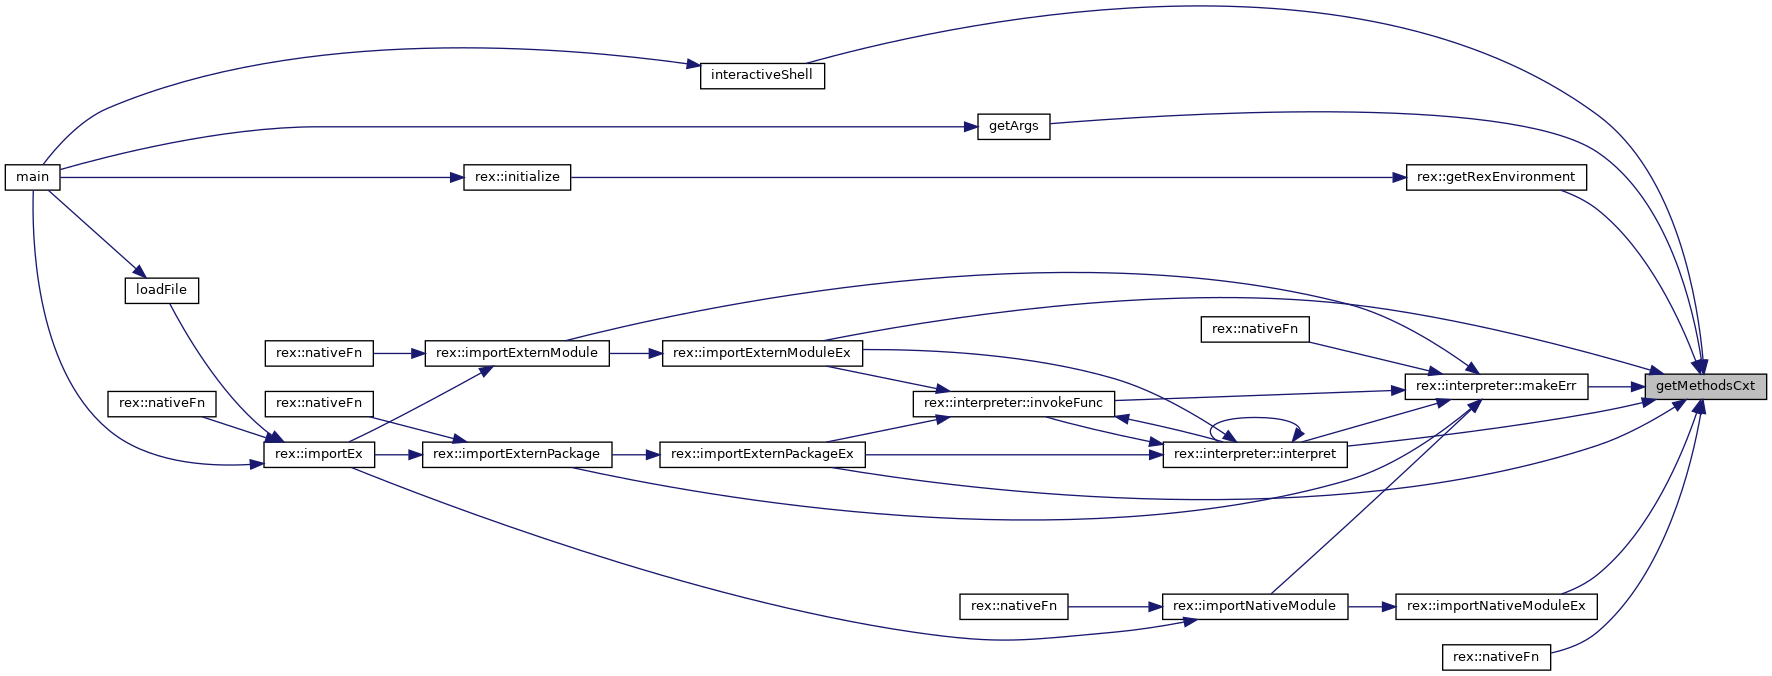 interactiveShell
getArgs
main
rex::initialize
rex::getRexEnvironment
loadFile
rex::nativeFn
rex::nativeFn
rex::importExternModule
rex::importExternModuleEx
rex::interpreter::makeErr
getMethodsCxt
rex::nativeFn
rex::nativeFn
rex::interpreter::invokeFunc
rex::importEx
rex::importExternPackage
rex::importExternPackageEx
rex::interpreter::interpret
rex::nativeFn
rex::importNativeModule
rex::importNativeModuleEx
rex::nativeFn